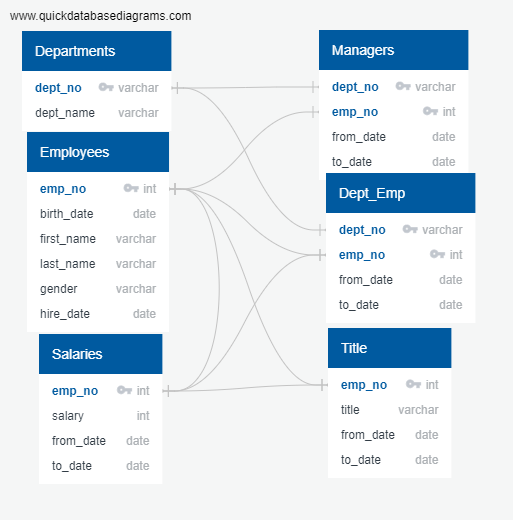 www.quickdatabasediagrams.com
Departments
dept_no varchar
dept_name varchar
Employees
emp_no int
birth_date date
first_name varchar
last_name varchar
gender varchar
hire_date date
Salaries
emp_no int
salary int
from_date date
to_date date
Managers
dept_no varchar
emp_no int
from_date date
to_date date
Dept_Emp
dept_no varchar
emp_no int
from_date date
to_date date
Title
emp_no int
title varchar
from_date date
to_date date